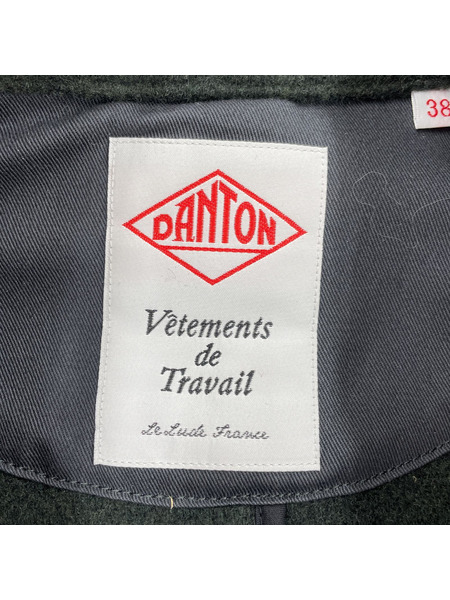 38
DANTON
Vêtements
de
Travail
Le Lude France